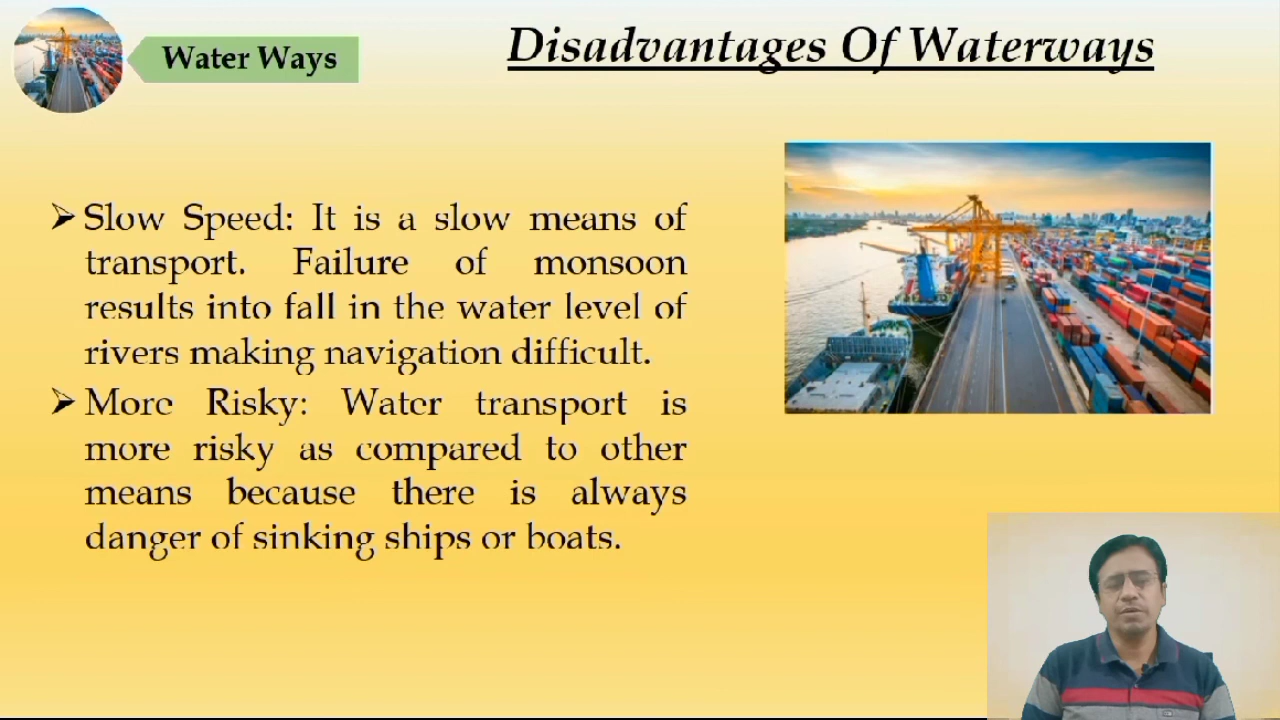 Water Ways
Disadvantages Of Waterways
➢ Slow Speed: It is a slow means of
transport. Failure of monsoon
results into fall in the water level of
rivers making navigation difficult.
➢ More Risky: Water transport is
more risky as compared to other
means because there is always
danger of sinking ships or boats.